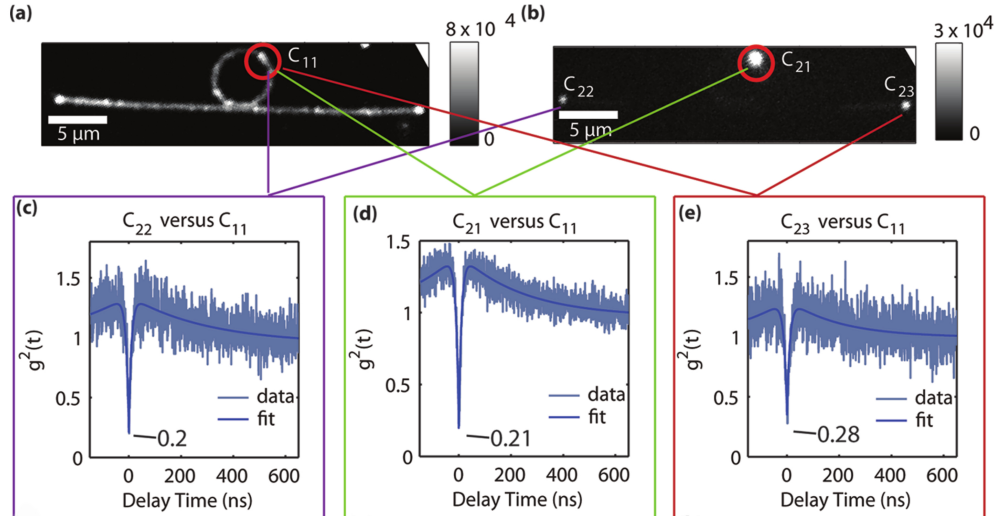 (a)
C11
5 μm
8 x 10 4
0
(b)
C21
C22
C23
5 μm
3 x 10⁴
0
(c)
C22 versus C11
g²(t)
1.5
1
0.5
0
data
fit
0.2
0 200 400 600
Delay Time (ns)
(d)
C21 versus C11
g²(t)
1.5
1
0.5
0
data
fit
0.21
0 200 400 600
Delay Time (ns)
(e)
C23 versus C11
g²(t)
1.5
1
0.5
0
data
fit
0.28
0 200 400 600
Delay Time (ns)